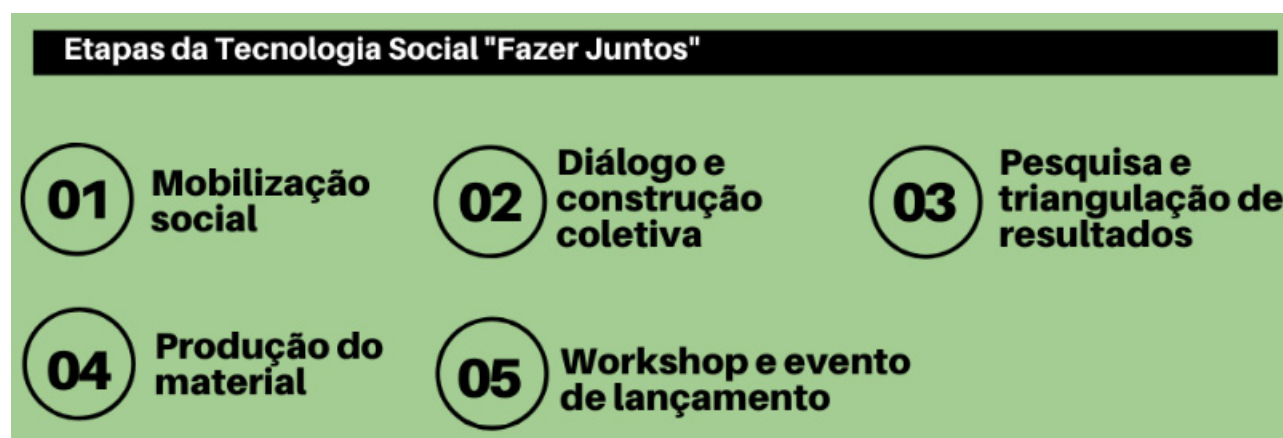 Etapas da Tecnologia Social "Fazer Juntos"
01
Mobilização
social
02
Diálogo e
construção
coletiva
03
Pesquisa e
triangulação de
resultados
04
Produção do
material
05
Workshop e evento
de lançamento